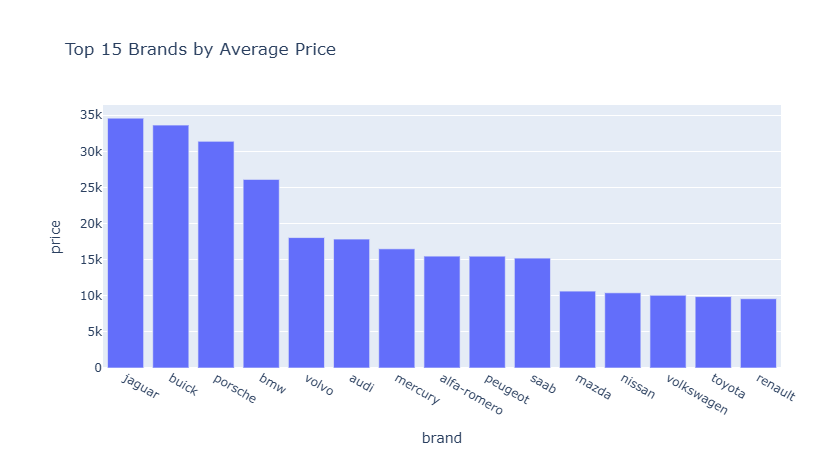 Top 15 Brands by Average Price
35k
30k
25k
20k
15k
10k
5k
0
price
jaguar
buick
porsche
bmw
volvo
audi
mercury
alfa-romero
peugeot
saab
mazda
nissan
volkswagen
toyota
renault
brand